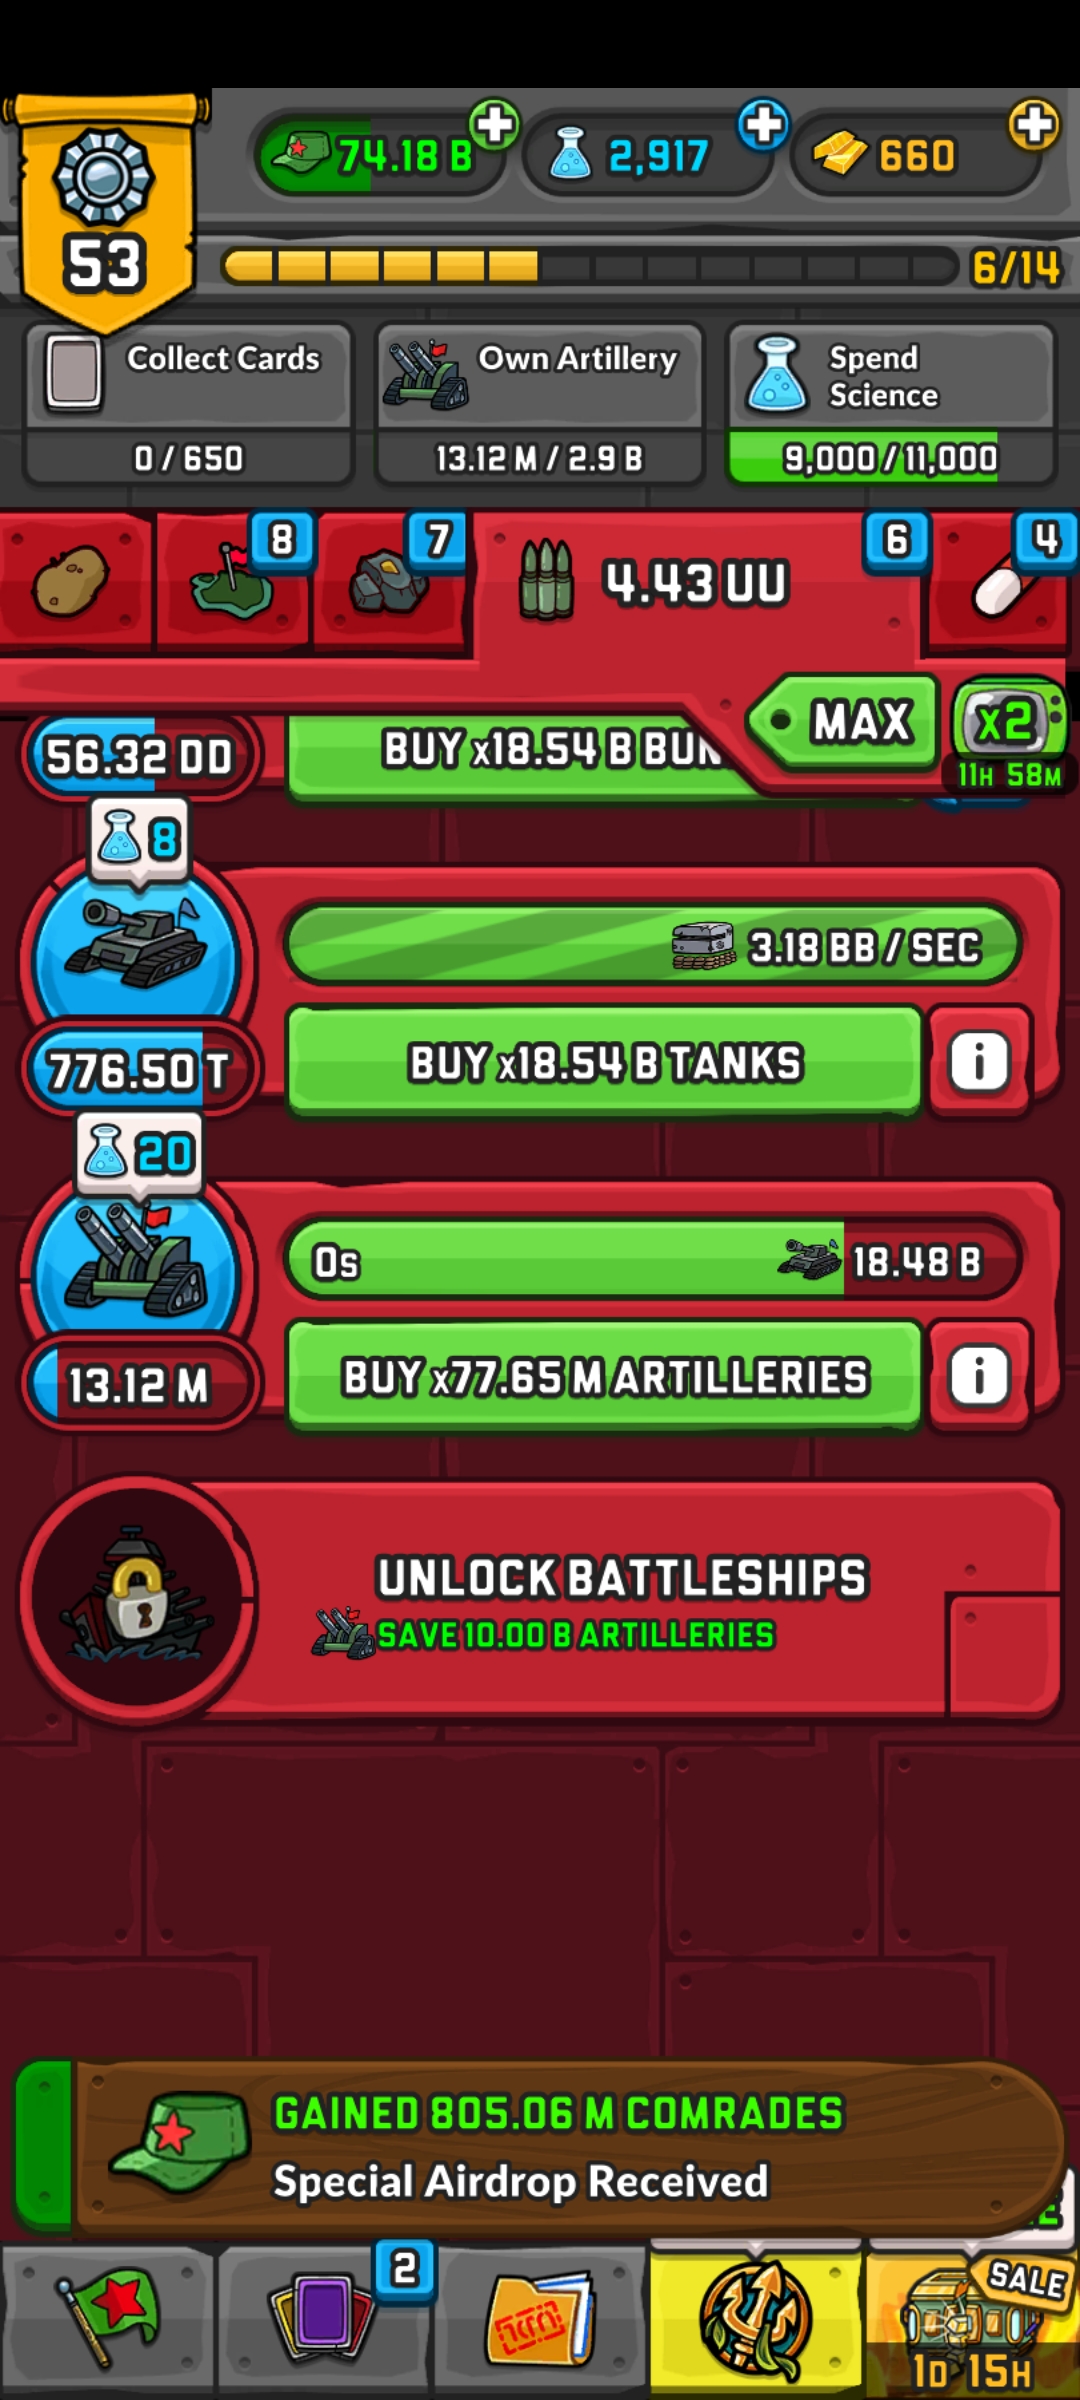 74.18 B
2,917
660
53
6/14
Collect Cards
Own Artillery
Spend
Science
0 / 650
13.12 M / 2.9 B
9,000 / 11,000
8
7
4.43 UU
6
4
MAX
x2
11H 58M
56.32 DD
BUY x18.54 B BUN
8
3.18 BB / SEC
776.50 T
BUY x18.54 B TANKS
i
20
0s
18.48 B
13.12 M
BUY x77.65 M ARTILLERIES
i
UNLOCK BATTLESHIPS
SAVE 10.00 B ARTILLERIES
GAINED 805.06 M COMRADES
Special Airdrop Received
2
SALE
1D 15H